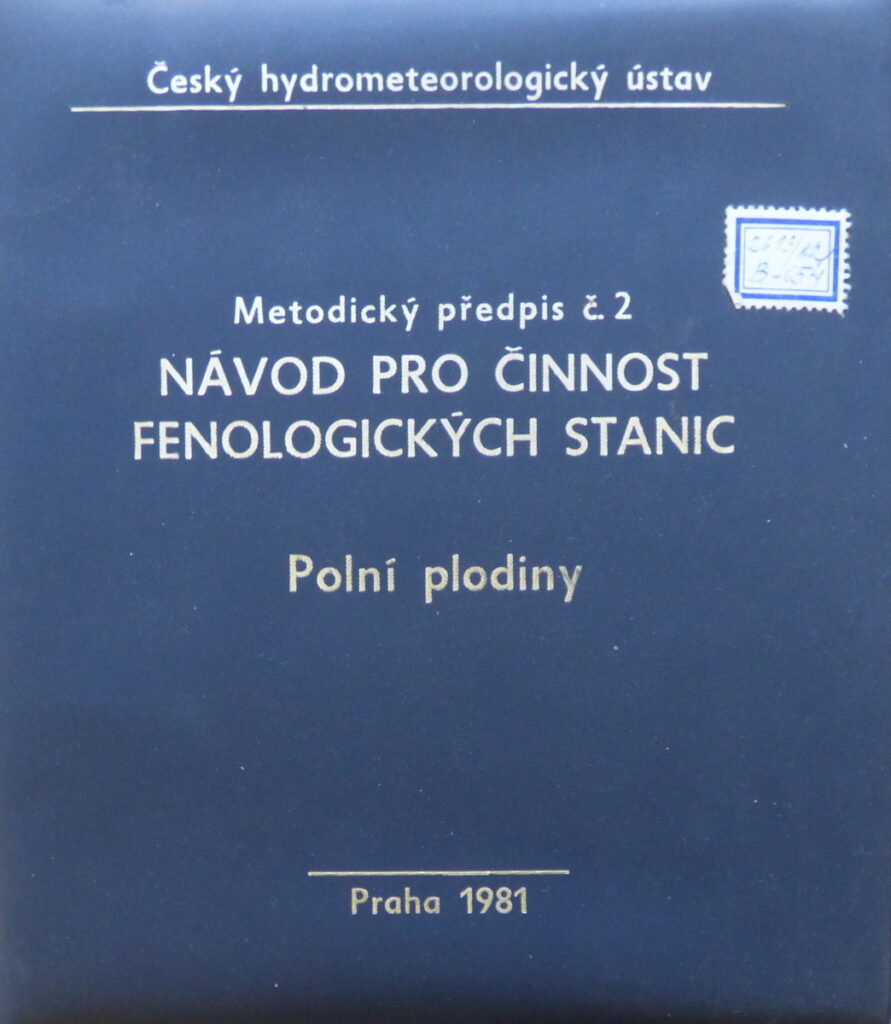 Český hydrometeorologický ústav
Metodický předpis č. 2
NÁVOD PRO ČINNOST
FENOLOGICKÝCH STANIC
Polní plodiny
Praha 1981